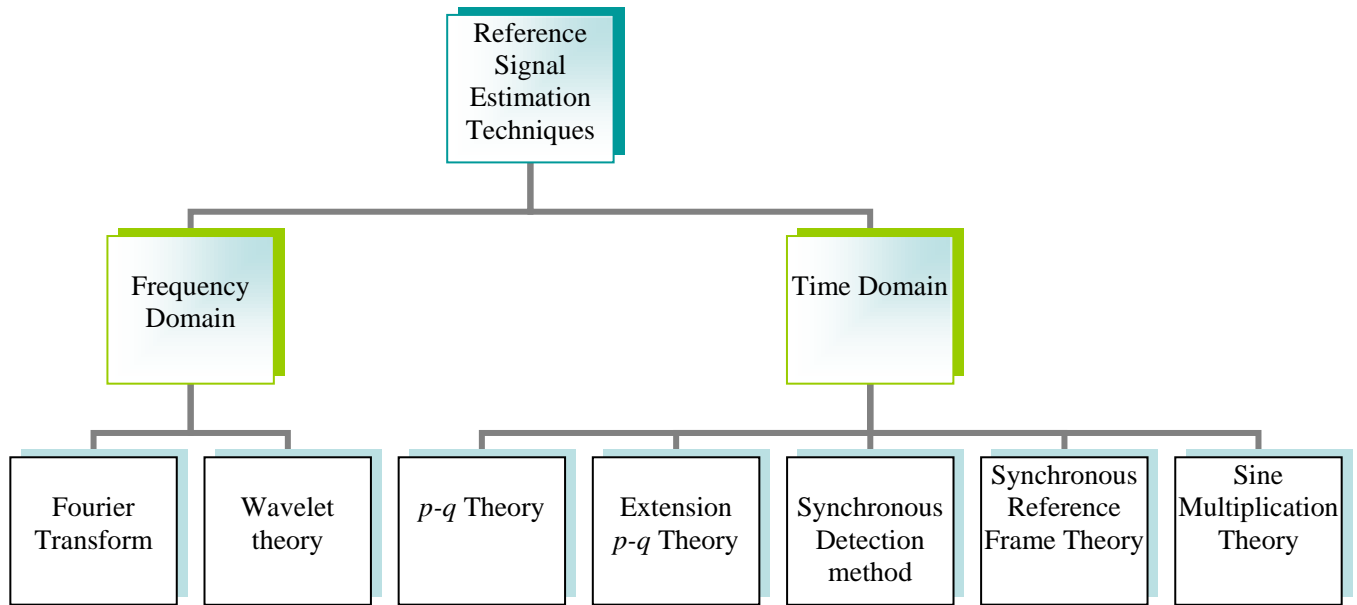 Reference
Signal
Estimation
Techniques
Frequency
Domain
Time Domain
Fourier
Transform
Wavelet
theory
p-q Theory
Extension
p-q Theory
Synchronous
Detection
method
Synchronous
Reference
Frame Theory
Sine
Multiplication
Theory